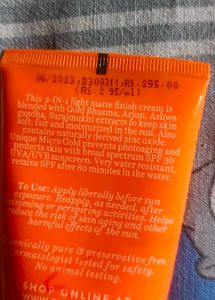 06/2023, B300311, RS. 295.00
(RS. 2.95/ml)
This 2-IN-1 light matte finish cream is
blended with Gold Bhasma, Arjun, Ashwa-
gandha, Surajmukhi extracts to keep skin
soft, fair and moisturized in the sun. Also
contains naturally derived zinc oxide.
Unique Micro Gold prevents photoaging and
protects skin with broad spectrum SPF 30
UVA/UVB sunscreen. Very water resistant,
retains SPF after 80 minutes in the water.
To Use: Apply liberally before sun
exposure. Reapply, as needed, after
swimming or perspiring activities. Helps
reduce the risk of skin aging and other
harmful effects of the sun.
pure & preservative free.
Dermatologist tested for safety.
No animal testing.
SHOP ONLINE AT